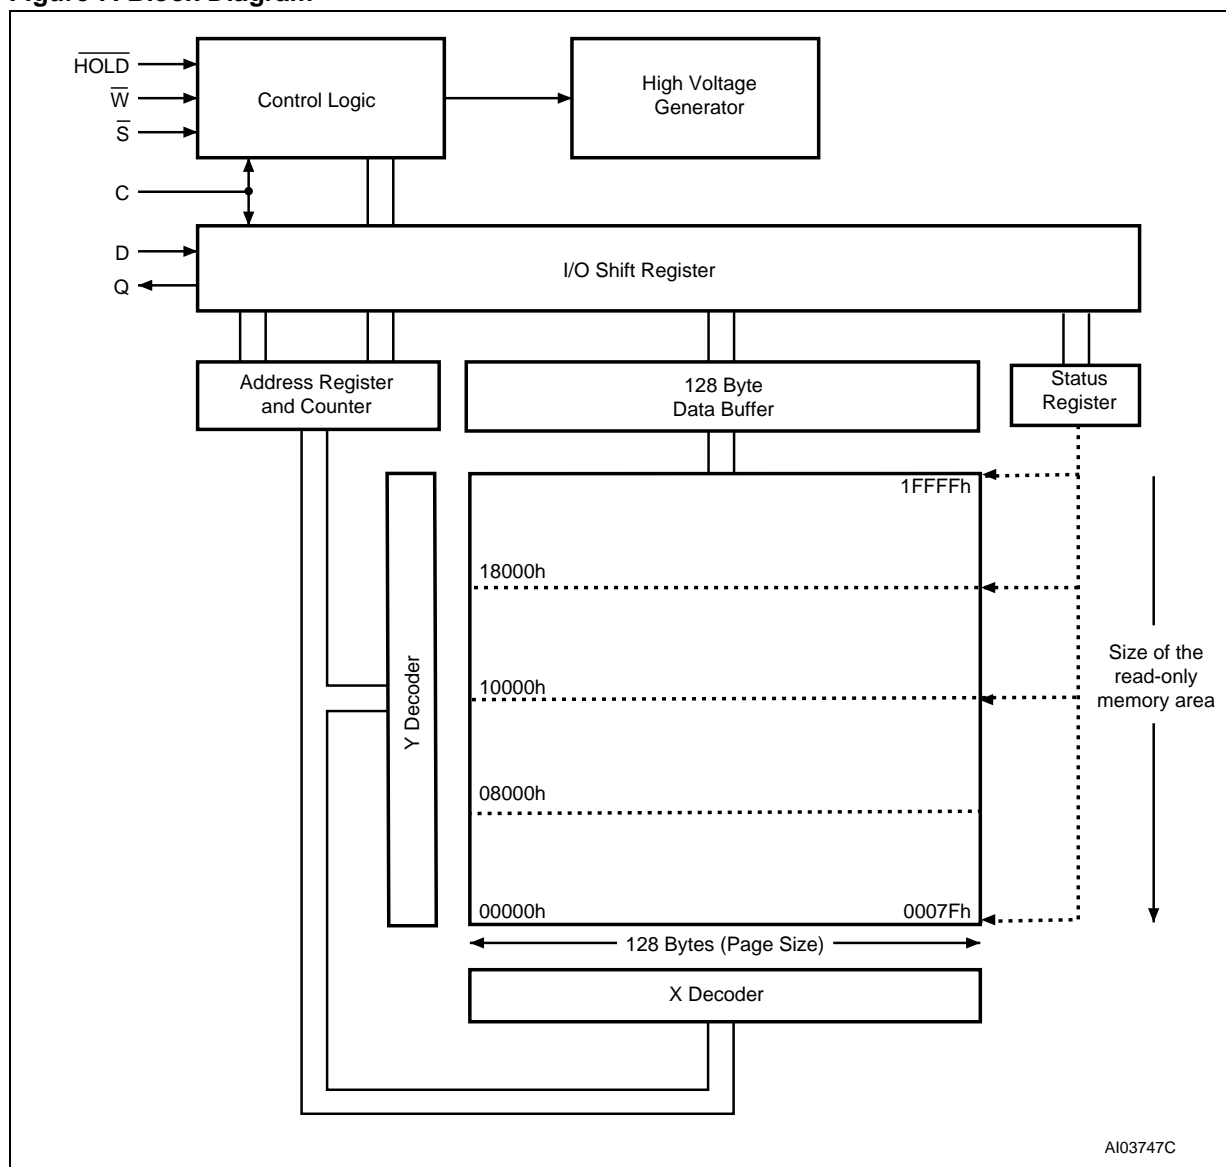 HOLD
W
S
Control Logic
High Voltage
Generator
C
D
Q
I/O Shift Register
Address Register
and Counter
128 Byte
Data Buffer
Status
Register
1FFFFh
18000h
Size of the
read-only
memory area
10000h
Y Decoder
08000h
00000h
0007Fh
128 Bytes (Page Size)
X Decoder
AI03747C